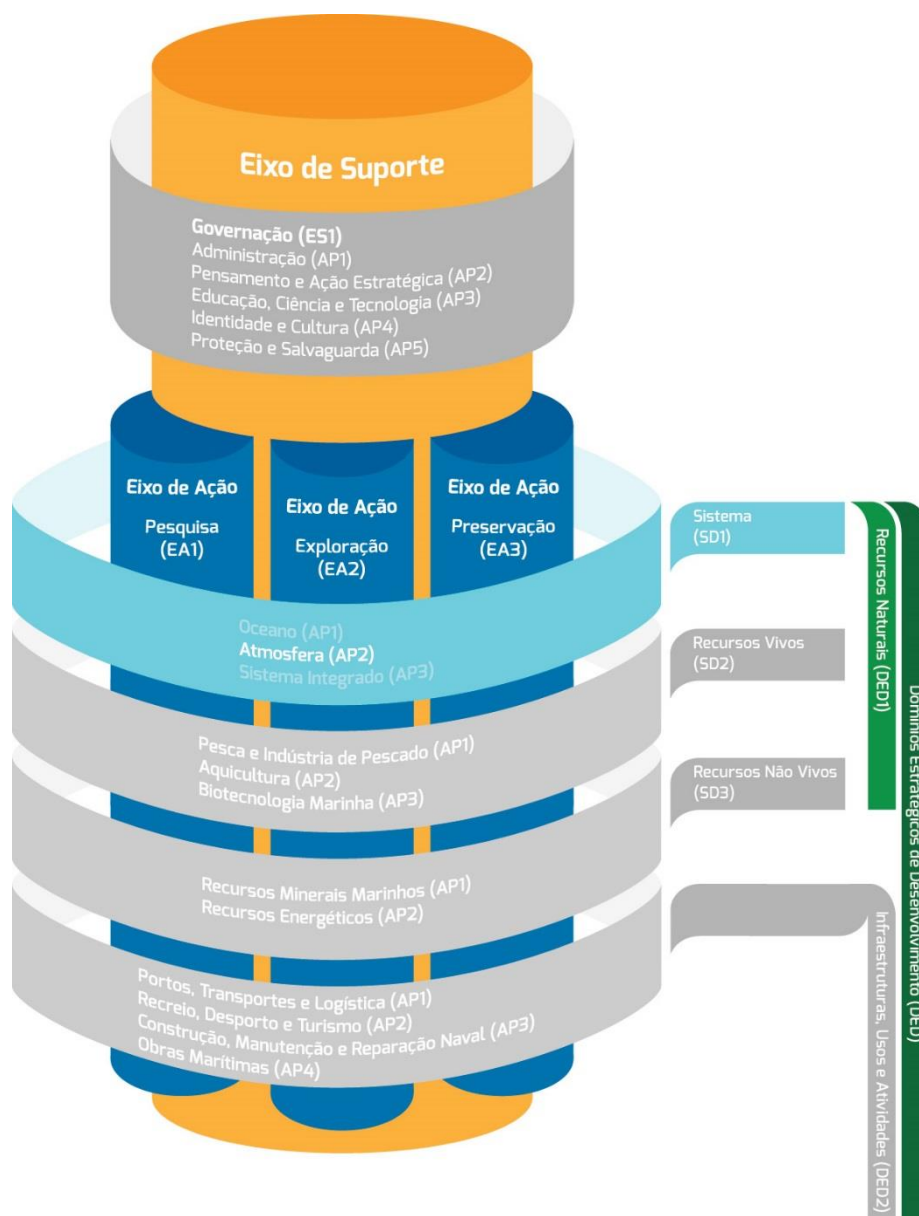 Eixo de Suporte
Governação (ES1)
Administração (AP1)
Pensamento e Ação Estratégica (AP2)
Educação, Ciência e Tecnologia (AP3)
Identidade e Cultura (AP4)
Proteção e Salvaguarda (AP5)
Eixo de Ação
Pesquisa
(EA1)
Eixo de Ação
Exploração
(EA2)
Eixo de Ação
Preservação
(EA3)
Oceano (AP1)
Atmosfera (AP2)
Sistema Integrado (AP3)
Pesca e Indústria de Pescado (AP1)
Aquicultura (AP2)
Biotecnologia Marinha (AP3)
Recursos Minerais Marinhos (AP1)
Recursos Energéticos (AP2)
Portos, Transportes e Logística (AP1)
Recreio, Desporto e Turismo (AP2)
Construção, Manutenção e Reparação Naval (AP3)
Obras Marítimas (AP4)
Sistema
(SD1)
Recursos Vivos
(SD2)
Recursos Não Vivos
(SD3)
Recursos Naturais (DED1)
Infraestruturas, Usos e Atividades (DED2)
Domínios Estratégicos de Desenvolvimento (DED)